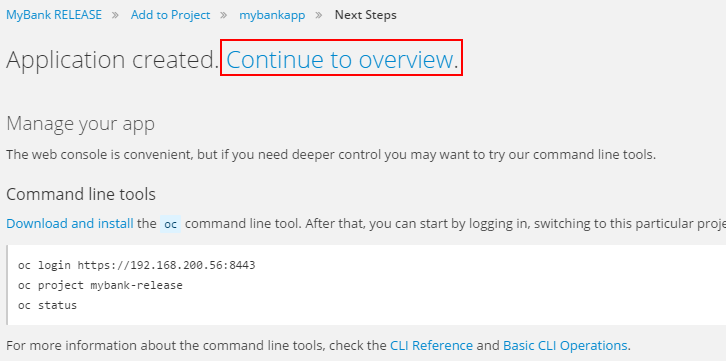 MyBank RELEASE » Add to Project » mybankapp » Next Steps
Application created. Continue to overview.
Manage your app
The web console is convenient, but if you need deeper control you may want to try our command line tools.
Command line tools
Download and install the oc command line tool. After that, you can start by logging in, switching to this particular
oc login https://192.168.200.56:8443
oc project mybank-release
oc status
For more information about the command line tools, check the CLI Reference and Basic CLI Operations.